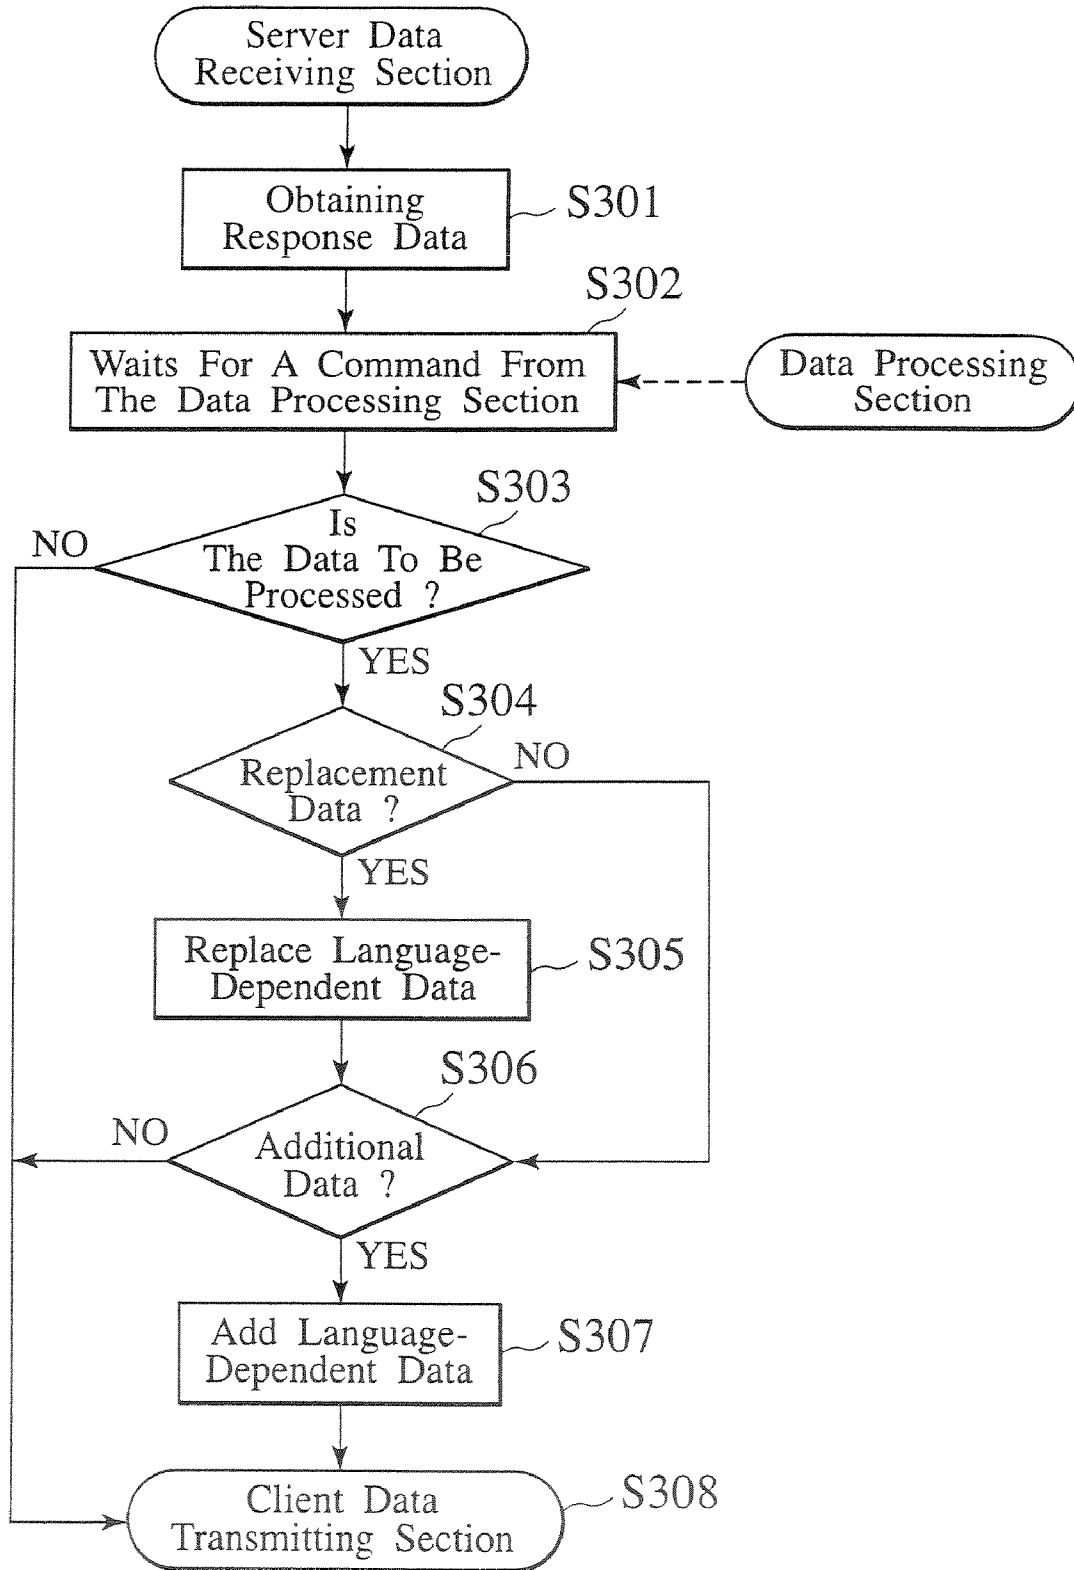 Server Data
Receiving Section
Obtaining
Response Data
S301
S302
Waits For A Command From
The Data Processing Section
Data Processing
Section
S303
Is
The Data To Be
Processed ?
NO
YES
S304
Replacement
Data ?
NO
YES
Replace Language-
Dependent Data
S305
S306
Additional
Data ?
NO
YES
Add Language-
Dependent Data
S307
Client Data
Transmitting Section
S308